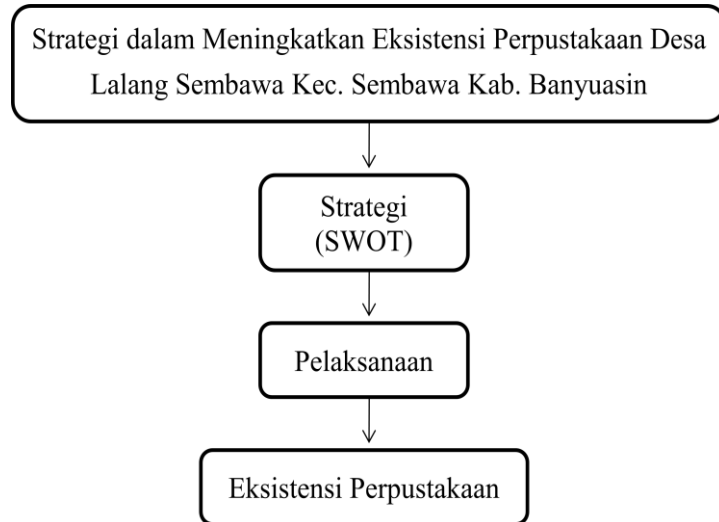 Strategi dalam Meningkatkan Eksistensi Perpustakaan Desa
Lalang Sembawa Kec. Sembawa Kab. Banyuasin
Strategi
(SWOT)
Pelaksanaan
Eksistensi Perpustakaan